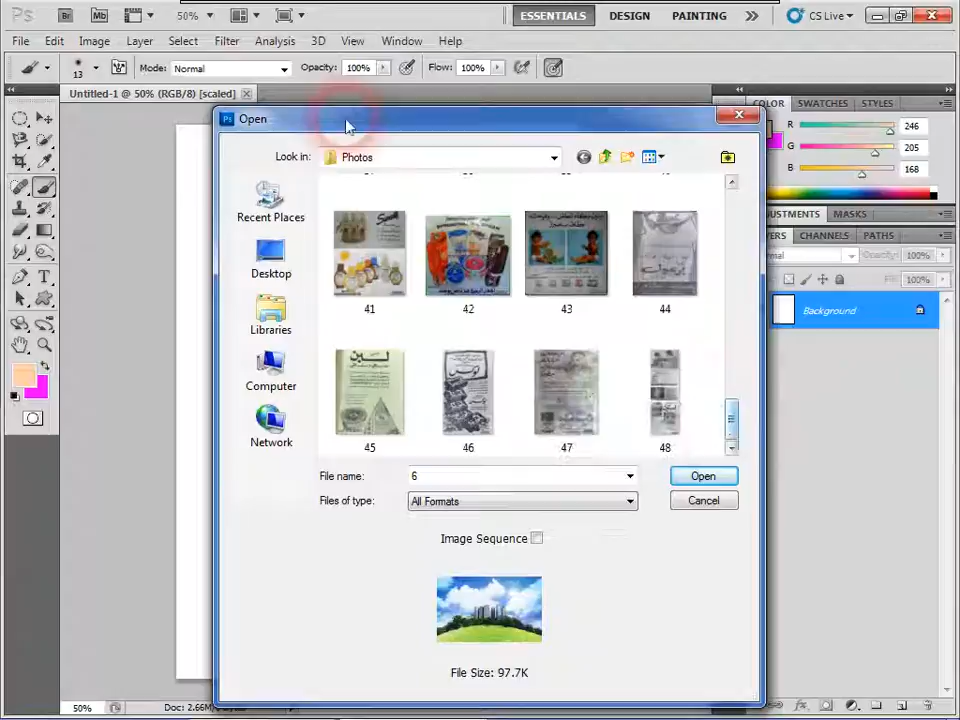 Ps Br Mb 50% ESSENTIALS DESIGN PAINTING CS Live
File Edit Image Layer Select Filter Analysis 3D View Window Help
13 Mode: Normal Opacity: 100% Flow: 100%
Untitled-1 @ 50% (RGB/8) [scaled]
COLOR SWATCHES STYLES
R 246
G 205
B 168
MASKS
CHANNELS PATHS
Opacity: 100%
Fill: 100%
Background
Ps Open
Look in: Photos
Recent Places
Desktop
Libraries
Computer
Network
41 42 43 44
لبن
45 46 47 48
File name: 6 Open
Files of type: All Formats Cancel
Image Sequence
File Size: 97.7K
50% Doc: 2.66M